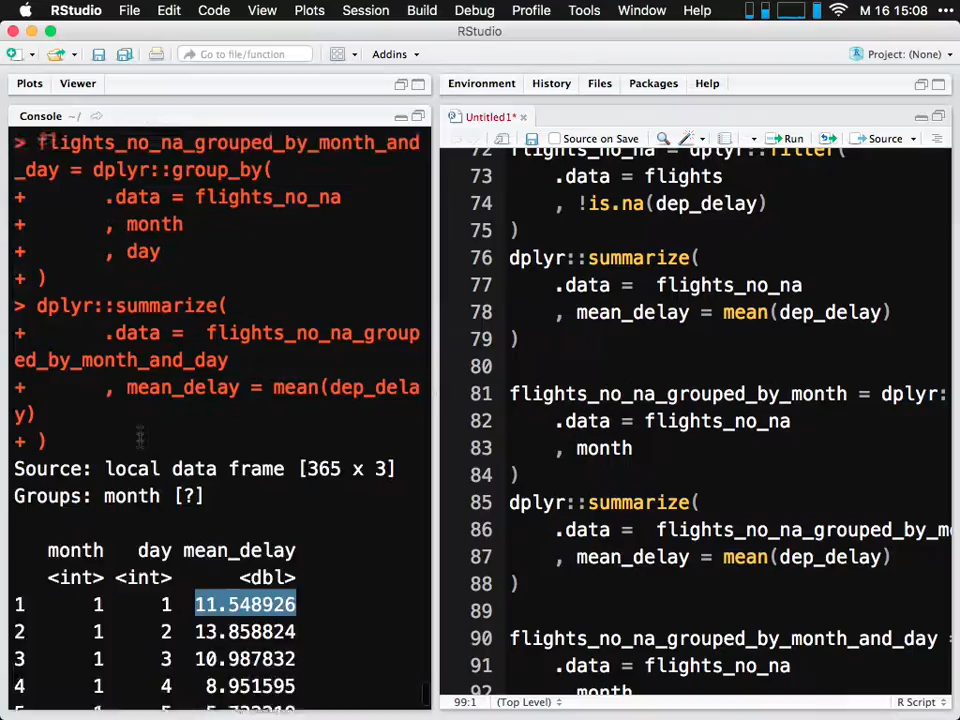 RStudio File Edit Code View Plots Session Build Debug Profile Tools Window Help M 16 15:08
RStudio
Go to file/function Addins Project: (None)
Plots Viewer
Console ~/
> flights_no_na_grouped_by_month_and
_day = dplyr::group_by(
+ .data = flights_no_na
+ , month
+ , day
+ )
> dplyr::summarize(
+ .data = flights_no_na_group
ed_by_month_and_day
+ , mean_delay = mean(dep_dela
y)
+ )
Source: local data frame [365 x 3]
Groups: month [?]
month day mean_delay
<int> <int> <dbl>
1 1 1 11.548926
2 1 2 13.858824
3 1 3 10.987832
4 1 4 8.951595
Environment History Files Packages Help
Untitled1*
Source on Save Run Source
72 flights_no_na = dplyr::filter(
73 .data = flights
74 , !is.na(dep_delay)
75 )
76 dplyr::summarize(
77 .data = flights_no_na
78 , mean_delay = mean(dep_delay)
79 )
80
81 flights_no_na_grouped_by_month = dplyr:
82 .data = flights_no_na
83 , month
84 )
85 dplyr::summarize(
86 .data = flights_no_na_grouped_by_m
87 , mean_delay = mean(dep_delay)
88 )
89
90 flights_no_na_grouped_by_month_and_day =
91 .data = flights_no_na
92 , month
99:1 (Top Level) R Script